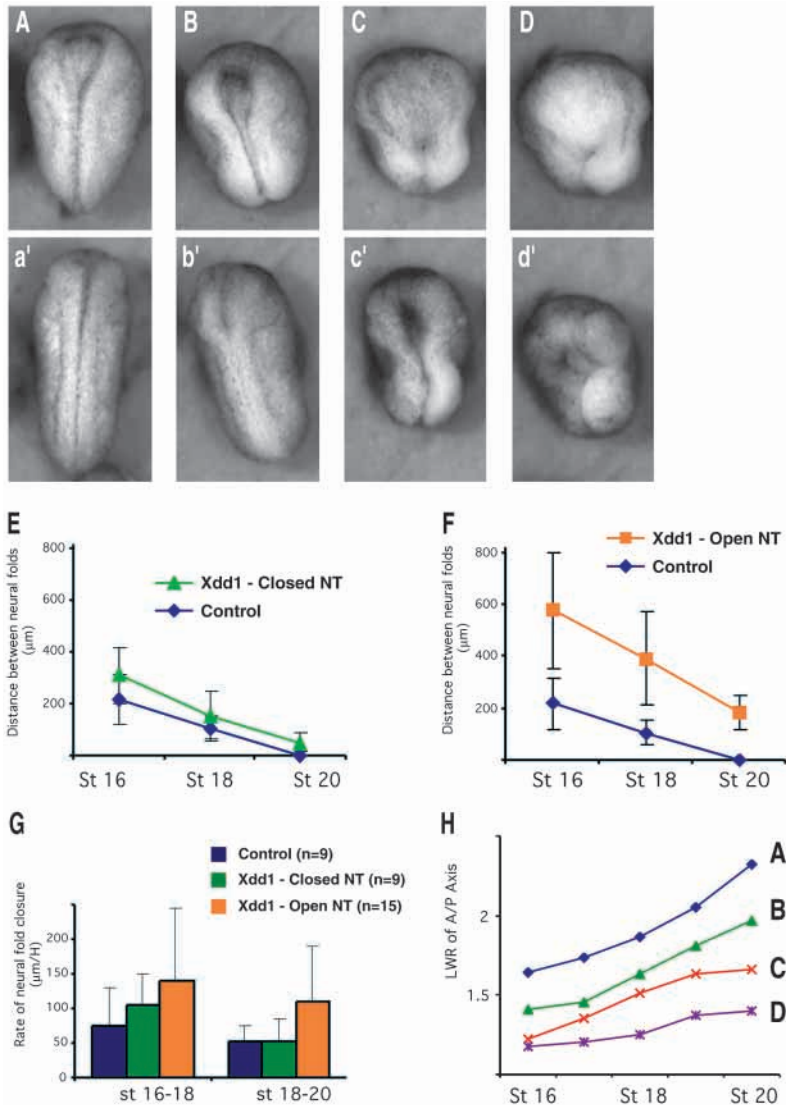 A B C D
a' b' c' d'
E
Distance between neural folds
(μm)
800
600
400
200
Xdd1 - Closed NT
Control
St 16 St 18 St 20
F
Distance between neural folds
(μm)
800
600
400
200
Xdd1 - Open NT
Control
St 16 St 18 St 20
G
Rate of neural fold closure
(μm/H)
250
200
150
100
50
0
Control (n=9)
Xdd1 - Closed NT (n=9)
Xdd1 - Open NT (n=15)
st 16-18 st 18-20
H
LWR of A/P Axis
2
1.5
A
B
C
D
St 16 St 18 St 20